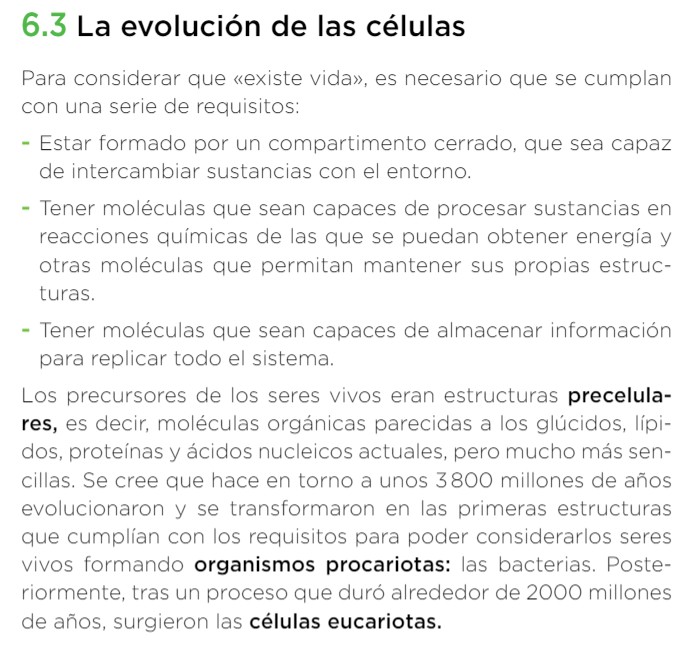 6.3 La evolución de las células
Para considerar que «existe vida», es necesario que se cumplan
con una serie de requisitos:
- Estar formado por un compartimento cerrado, que sea capaz
de intercambiar sustancias con el entorno.
- Tener moléculas que sean capaces de procesar sustancias en
reacciones químicas de las que se puedan obtener energía y
otras moléculas que permitan mantener sus propias estruc-
turas.
- Tener moléculas que sean capaces de almacenar información
para replicar todo el sistema.
Los precursores de los seres vivos eran estructuras precelula-
res, es decir, moléculas orgánicas parecidas a los glúcidos, lípi-
dos, proteínas y ácidos nucleicos actuales, pero mucho más sen-
cillas. Se cree que hace en torno a unos 3 800 millones de años
evolucionaron y se transformaron en las primeras estructuras
que cumplían con los requisitos para poder considerarlos seres
vivos formando organismos procariotas: las bacterias. Poste-
riormente, tras un proceso que duró alrededor de 2000 millones
de años, surgieron las células eucariotas.